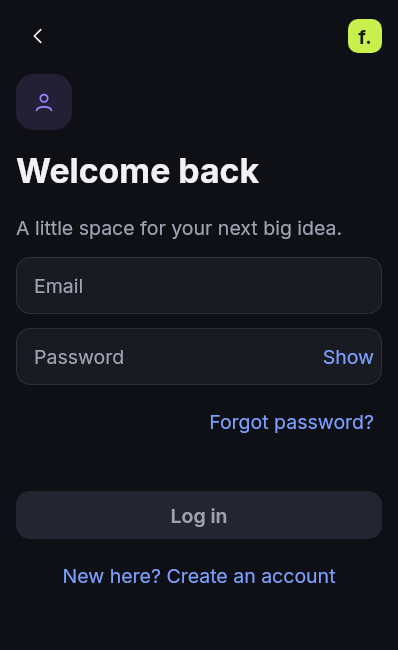 f.
Welcome back
A little space for your next big idea.
Email
Password
Show
Forgot password?
Log in
New here? Create an account